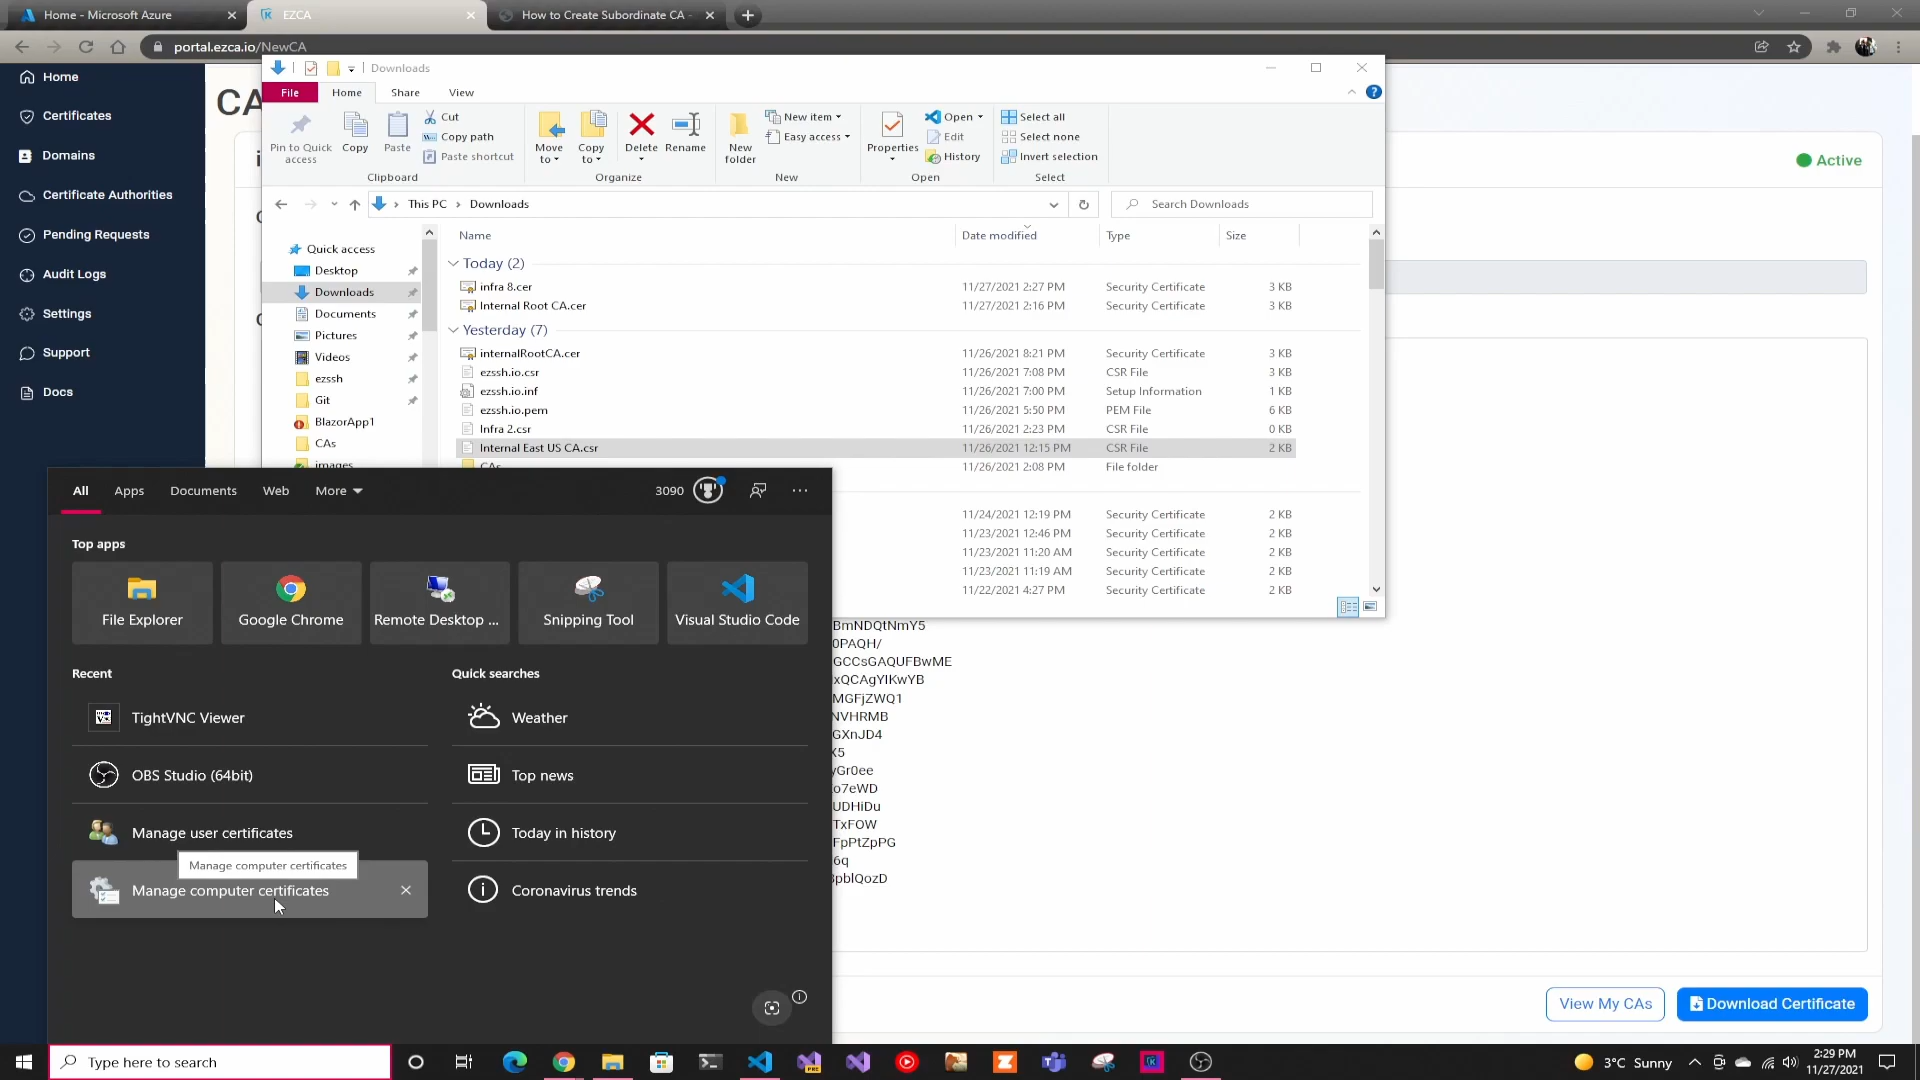 Home - Microsoft Azure
EZCA
How to Create Subordinate CA -
portal.ezca.io/NewCA
Home
Certificates
Domains
Certificate Authorities
Pending Requests
Audit Logs
Settings
Support
Docs
CA
Active
Downloads
File
Home
Share
View
Pin to Quick access
Copy
Paste
Cut
Copy path
Paste shortcut
Clipboard
Move to
Copy to
Delete
Rename
Organize
New folder
New item
Easy access
New
Properties
Open
Edit
History
Open
Select all
Select none
Invert selection
Select
This PC > Downloads
Search Downloads
Quick access
Desktop
Downloads
Documents
Pictures
Videos
ezssh
Git
BlazorApp1
CAs
images
Name Date modified Type Size
Today (2)
infra 8.cer 11/27/2021 2:27 PM Security Certificate 3 KB
Internal Root CA.cer 11/27/2021 2:16 PM Security Certificate 3 KB
Yesterday (7)
internalRootCA.cer 11/26/2021 8:21 PM Security Certificate 3 KB
ezssh.io.csr 11/26/2021 7:08 PM CSR File 3 KB
ezssh.io.inf 11/26/2021 7:00 PM Setup Information 1 KB
ezssh.io.pem 11/26/2021 5:50 PM PEM File 6 KB
Infra 2.csr 11/26/2021 2:23 PM CSR File 0 KB
Internal East US CA.csr 11/26/2021 12:15 PM CSR File 2 KB
CAs 11/26/2021 2:08 PM File folder
11/24/2021 12:19 PM Security Certificate 2 KB
11/23/2021 12:46 PM Security Certificate 2 KB
11/23/2021 11:20 AM Security Certificate 2 KB
11/23/2021 11:19 AM Security Certificate 2 KB
11/22/2021 4:27 PM Security Certificate 2 KB
BmNDQtNmY5
0PAQH/
GCCsGAQUFBwME
xQCAgYIKwYB
MGFjZWQ1
NVHRMB
GXnJD4
X5
yGr0ee
o7eWD
UDHiDu
TxFOW
FpPtZpPG
6q
3pblQozD
View My CAs
Download Certificate
All
Apps
Documents
Web
More
3090
Top apps
File Explorer
Google Chrome
Remote Desktop ...
Snipping Tool
Visual Studio Code
Recent
TightVNC Viewer
OBS Studio (64bit)
Manage user certificates
Manage computer certificates
Manage computer certificates
Quick searches
Weather
Top news
Today in history
Coronavirus trends
Type here to search
3°C Sunny
2:29 PM
11/27/2021